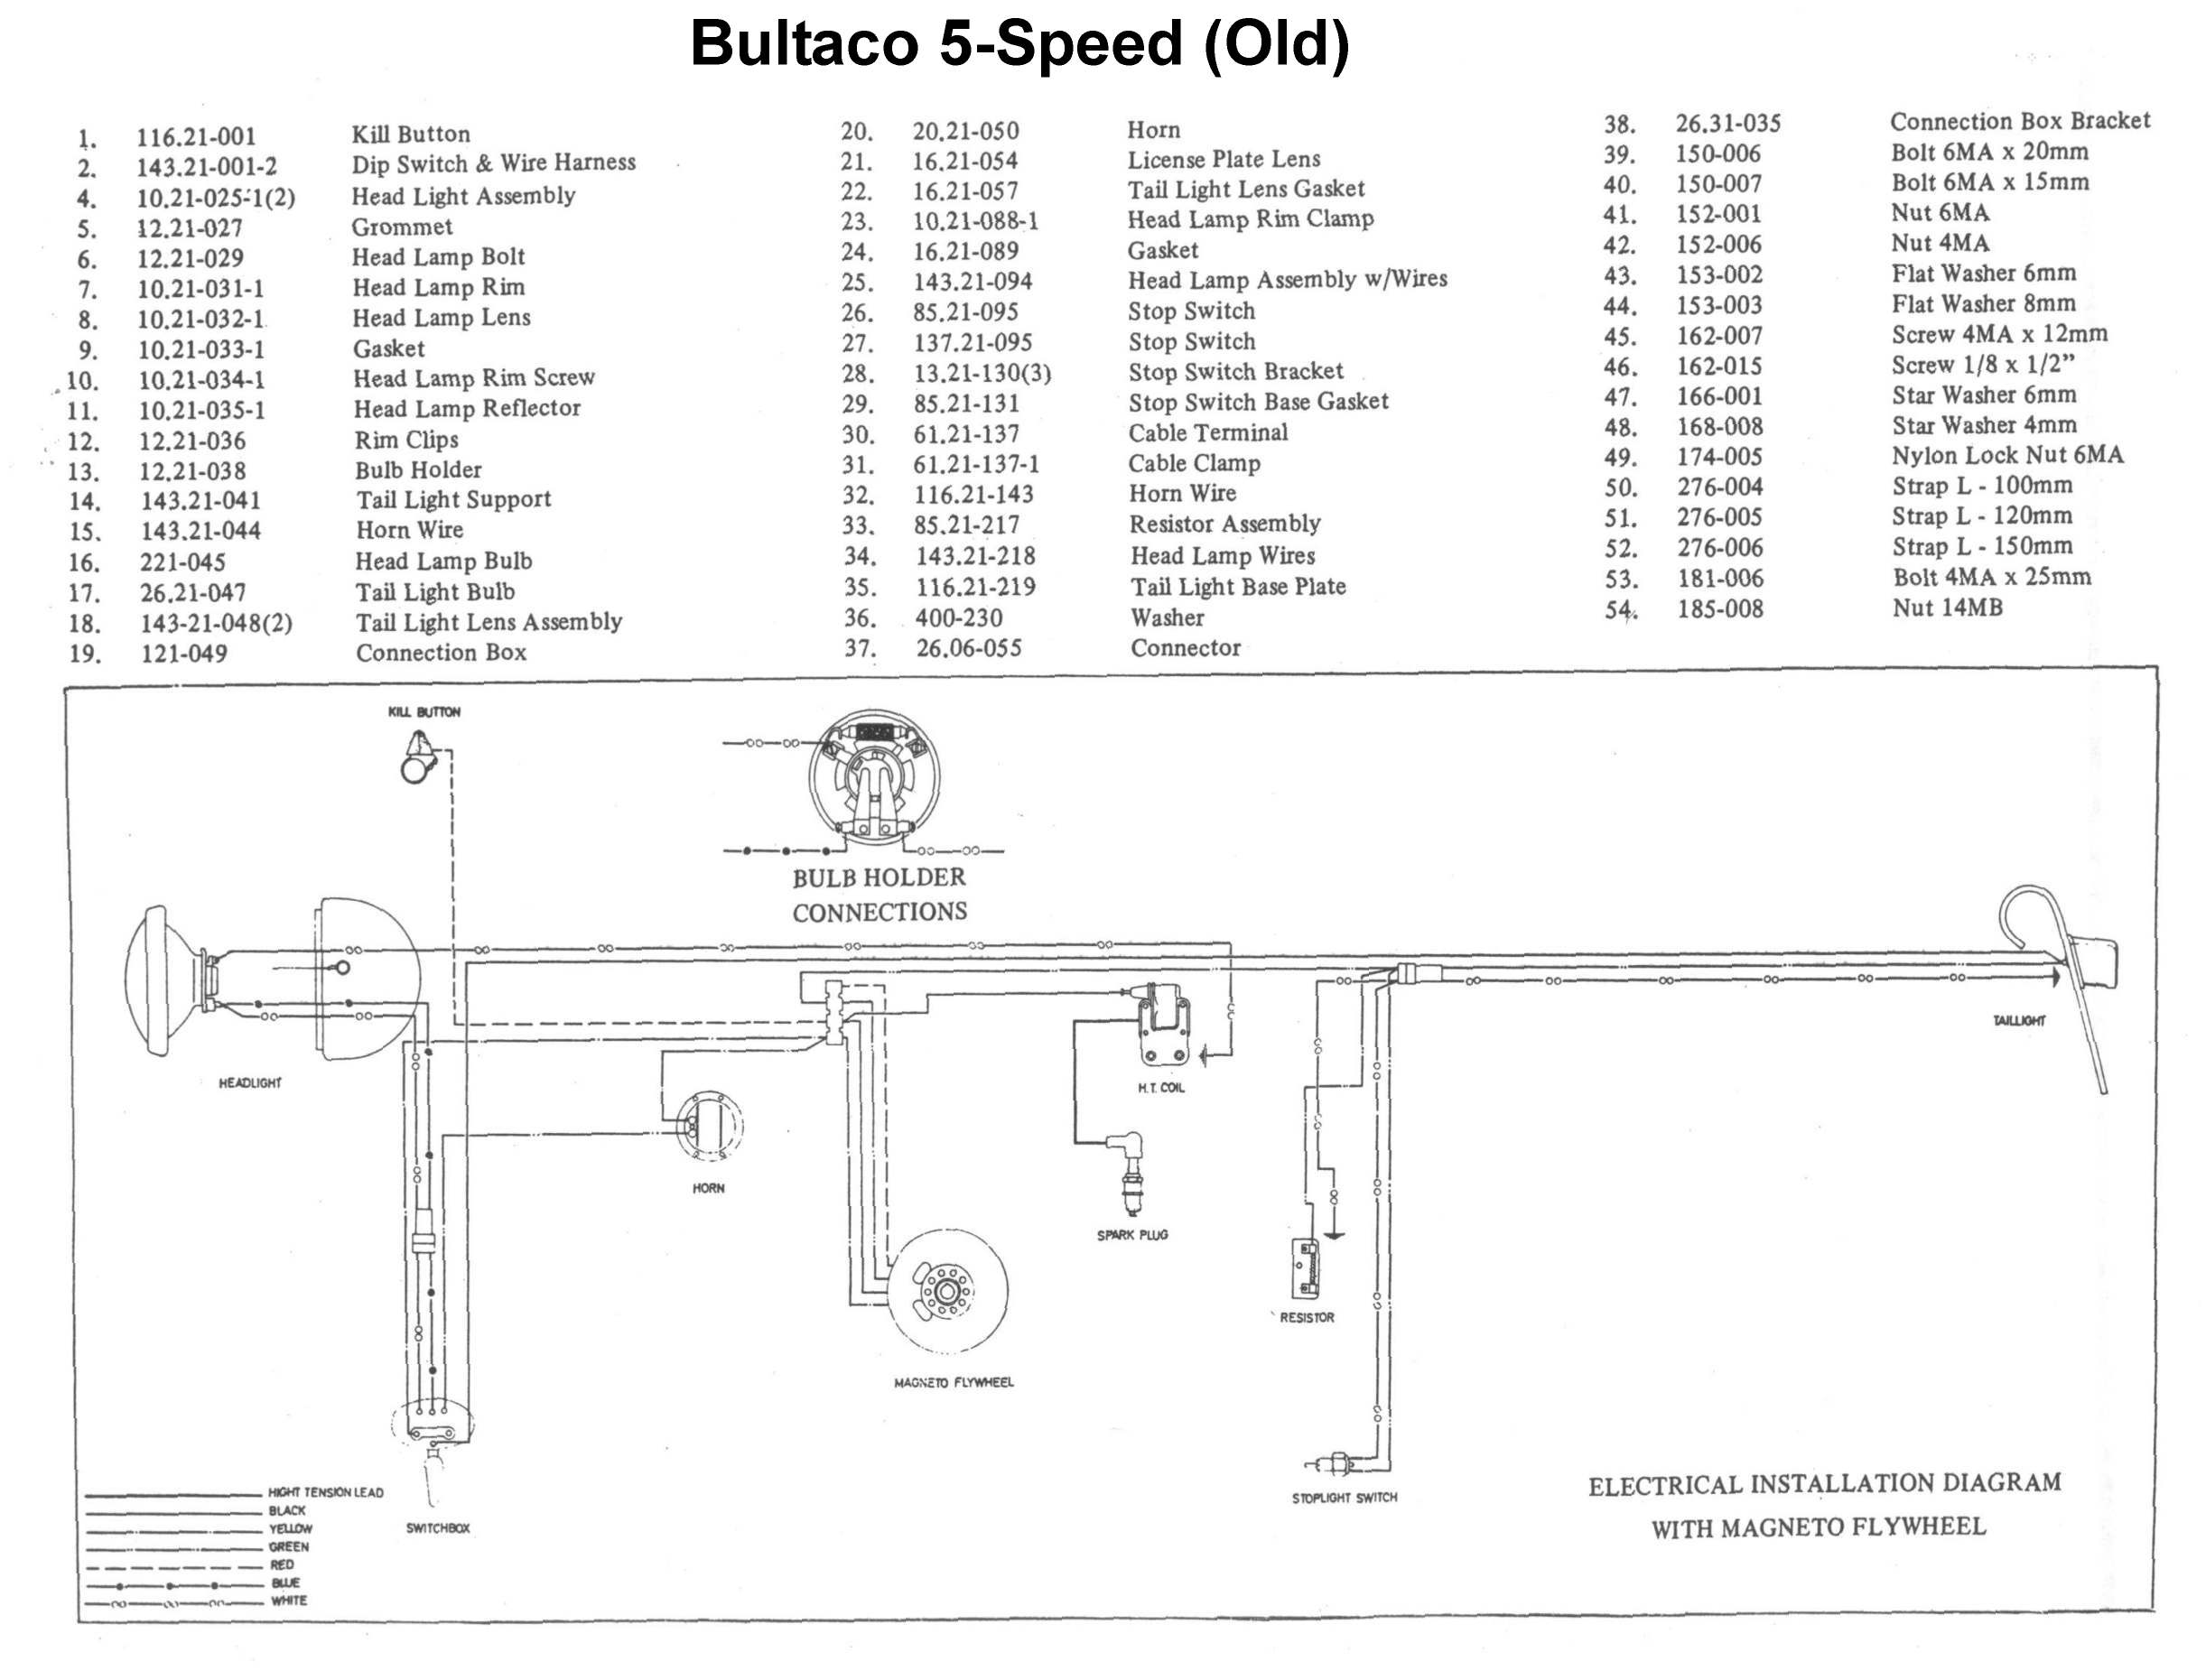 Bultaco 5-Speed (Old)
1. 116.21-001 Kill Button
2. 143.21-001-2 Dip Switch & Wire Harness
4. 10.21-025-1(2) Head Light Assembly
5. 12.21-027 Grommet
6. 12.21-029 Head Lamp Bolt
7. 10.21-031-1 Head Lamp Rim
8. 10.21-032-1 Head Lamp Lens
9. 10.21-033-1 Gasket
10. 10.21-034-1 Head Lamp Rim Screw
11. 10.21-035-1 Head Lamp Reflector
12. 12.21-036 Rim Clips
13. 12.21-038 Bulb Holder
14. 143.21-041 Tail Light Support
15. 143.21-044 Horn Wire
16. 221-045 Head Lamp Bulb
17. 26.21-047 Tail Light Bulb
18. 143-21-048(2) Tail Light Lens Assembly
19. 121-049 Connection Box
20. 20.21-050 Horn
21. 16.21-054 License Plate Lens
22. 16.21-057 Tail Light Lens Gasket
23. 10.21-088-1 Head Lamp Rim Clamp
24. 16.21-089 Gasket
25. 143.21-094 Head Lamp Assembly w/Wires
26. 85.21-095 Stop Switch
27. 137.21-095 Stop Switch
28. 13.21-130(3) Stop Switch Bracket
29. 85.21-131 Stop Switch Base Gasket
30. 61.21-137 Cable Terminal
31. 61.21-137-1 Cable Clamp
32. 116.21-143 Horn Wire
33. 85.21-217 Resistor Assembly
34. 143.21-218 Head Lamp Wires
35. 116.21-219 Tail Light Base Plate
36. 400-230 Washer
37. 26.06-055 Connector
38. 26.31-035 Connection Box Bracket
39. 150-006 Bolt 6MA x 20mm
40. 150-007 Bolt 6MA x 15mm
41. 152-001 Nut 6MA
42. 152-006 Nut 4MA
43. 153-002 Flat Washer 6mm
44. 153-003 Flat Washer 8mm
45. 162-007 Screw 4MA x 12mm
46. 162-015 Screw 1/8 x 1/2”
47. 166-001 Star Washer 6mm
48. 168-008 Star Washer 4mm
49. 174-005 Nylon Lock Nut 6MA
50. 276-004 Strap L - 100mm
51. 276-005 Strap L - 120mm
52. 276-006 Strap L - 150mm
53. 181-006 Bolt 4MA x 25mm
54. 185-008 Nut 14MB
KILL BUTTON
BULB HOLDER
CONNECTIONS
HEADLIGHT
TAILLIGHT
H.T. COIL
HORN
SPARK PLUG
RESISTOR
MAGNETO FLYWHEEL
STOPLIGHT SWITCH
SWITCHBOX
HIGHT TENSION LEAD
BLACK
YELLOW
GREEN
RED
BLUE
WHITE
ELECTRICAL INSTALLATION DIAGRAM
WITH MAGNETO FLYWHEEL